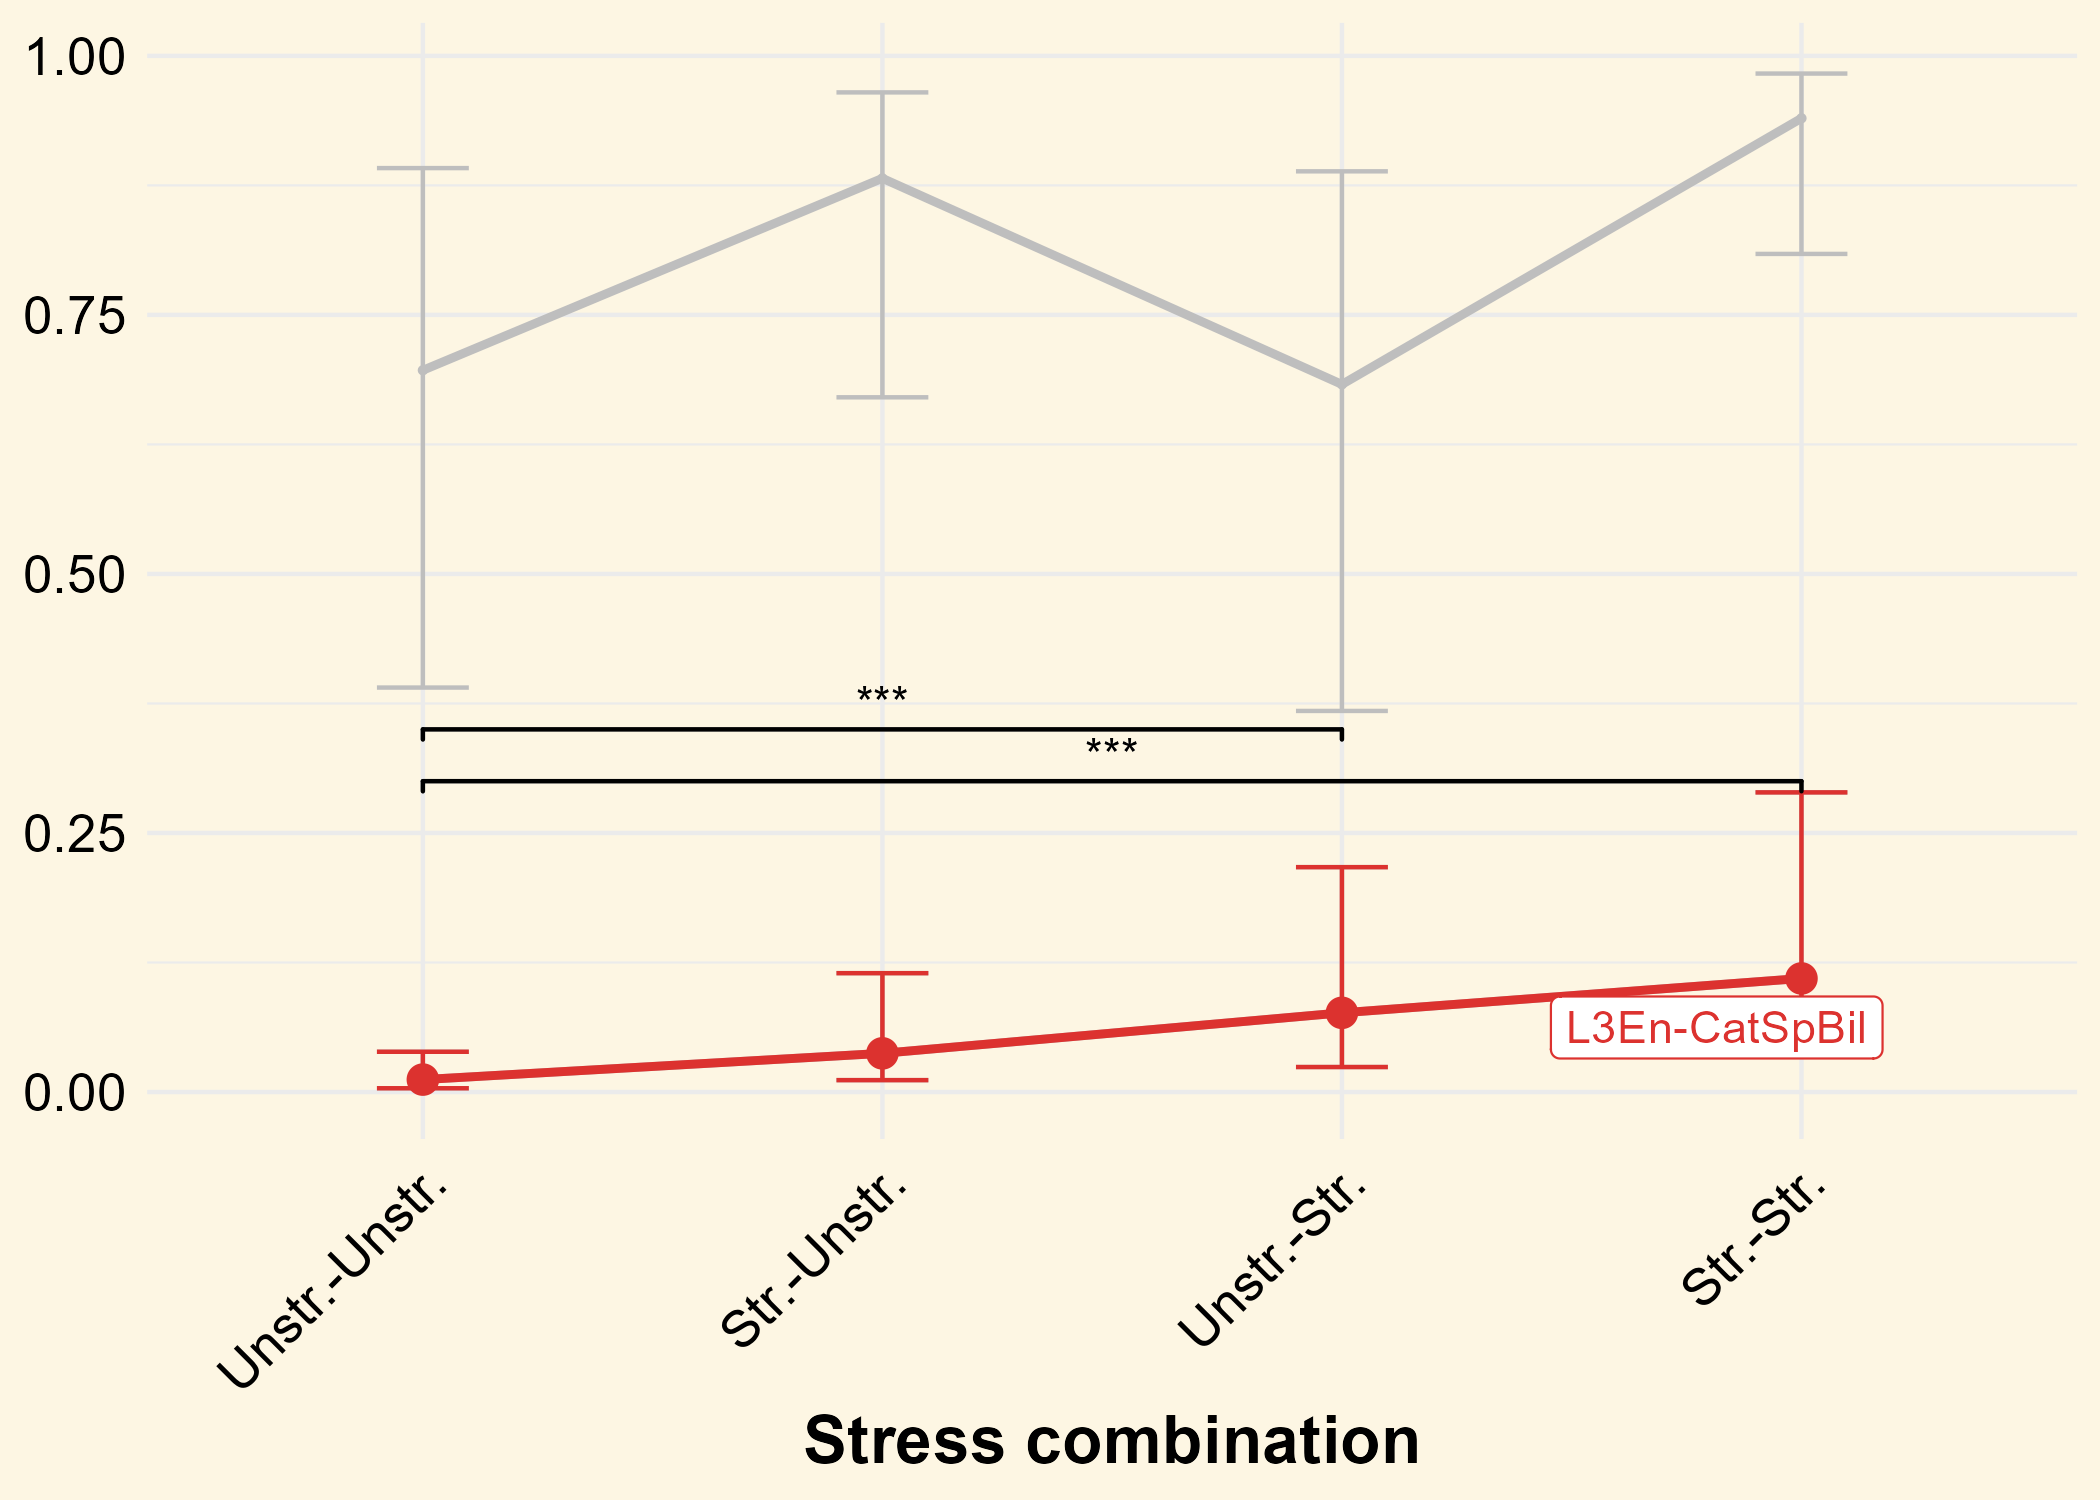 1.00
0.75
0.50
***
***
0.25
L3En-CatSpBil
0.00
Unstr.-Unstr.
Str.-Unstr.
Unstr.-Str.
Str.-Str.
Stress combination